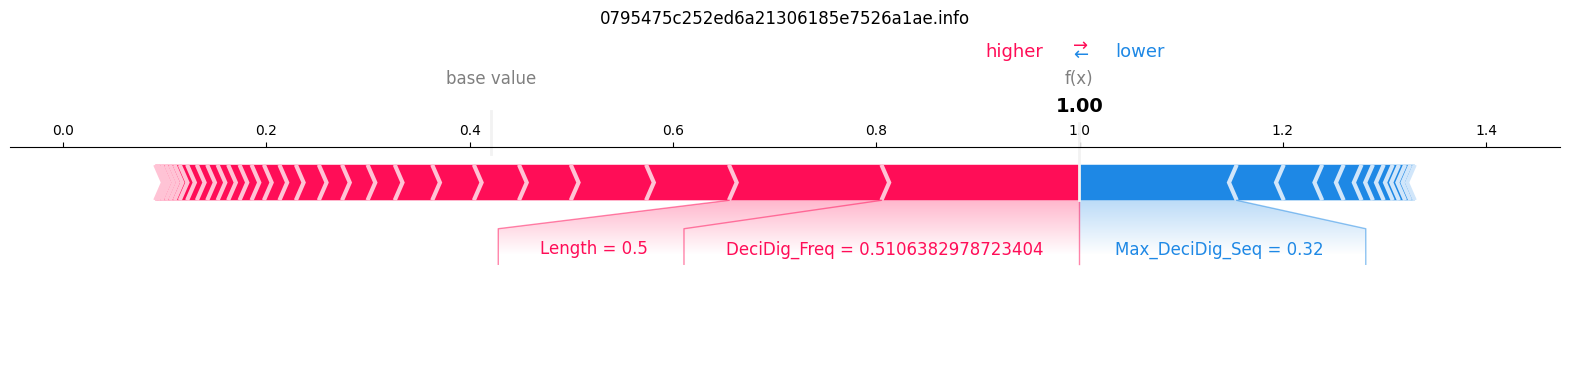 0795475c252ed6a21306185e7526a1ae.info
higher ⇄ lower
base value f(x)
1.00
0.0 0.2 0.4 0.6 0.8 1.0 1.2 1.4
Length = 0.5 DeciDig_Freq = 0.5106382978723404 Max_DeciDig_Seq = 0.32